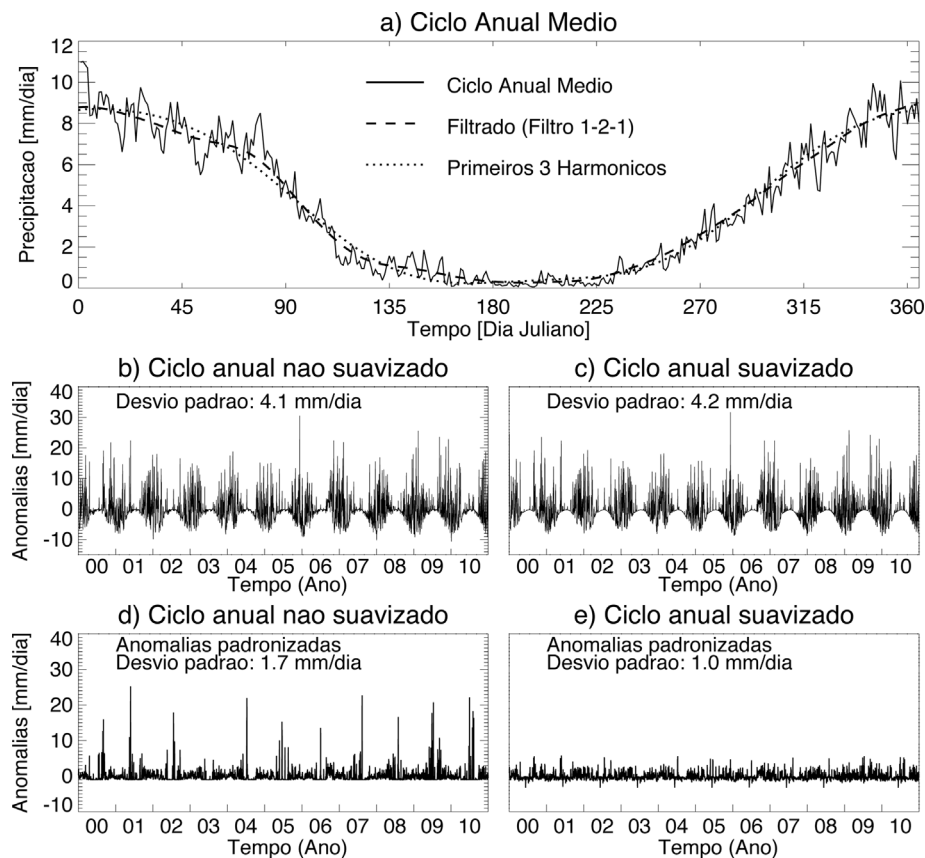 a) Ciclo Anual Medio
12
10
8
6
4
2
0
Precipitacao [mm/dia]
Ciclo Anual Medio
Filtrado (Filtro 1-2-1)
Primeiros 3 Harmonicos
0 45 90 135 180 225 270 315 360
Tempo [Dia Juliano]
b) Ciclo anual nao suavizado
Desvio padrao: 4.1 mm/dia
40
30
20
10
0
-10
Anomalias [mm/dia]
00 01 02 03 04 05 06 07 08 09 10
Tempo (Ano)
c) Ciclo anual suavizado
Desvio padrao: 4.2 mm/dia
00 01 02 03 04 05 06 07 08 09 10
Tempo (Ano)
d) Ciclo anual nao suavizado
Anomalias padronizadas
Desvio padrao: 1.7 mm/dia
40
30
20
10
0
-10
Anomalias [mm/dia]
00 01 02 03 04 05 06 07 08 09 10
Tempo (Ano)
e) Ciclo anual suavizado
Anomalias padronizadas
Desvio padrao: 1.0 mm/dia
00 01 02 03 04 05 06 07 08 09 10
Tempo (Ano)